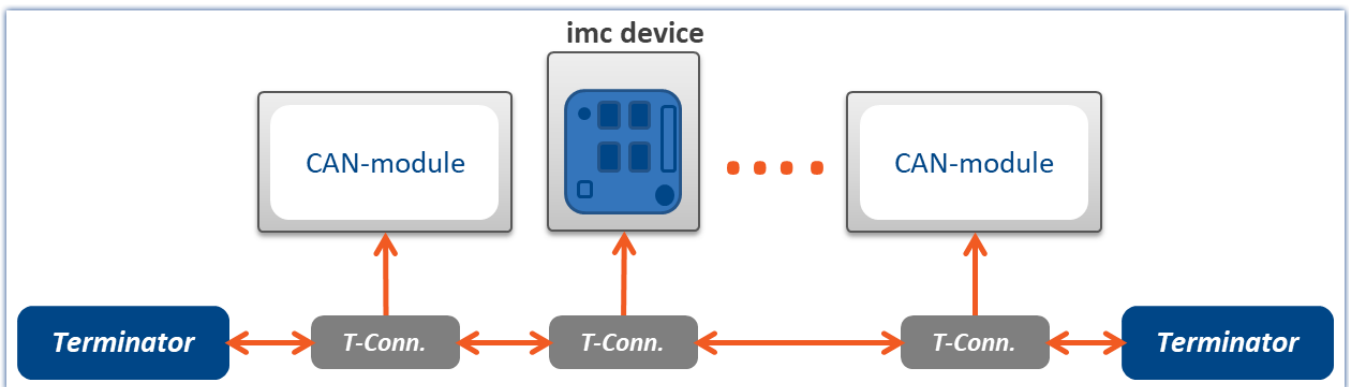 imc device
CAN-module
CAN-module
Terminator
T-Conn.
T-Conn.
T-Conn.
Terminator